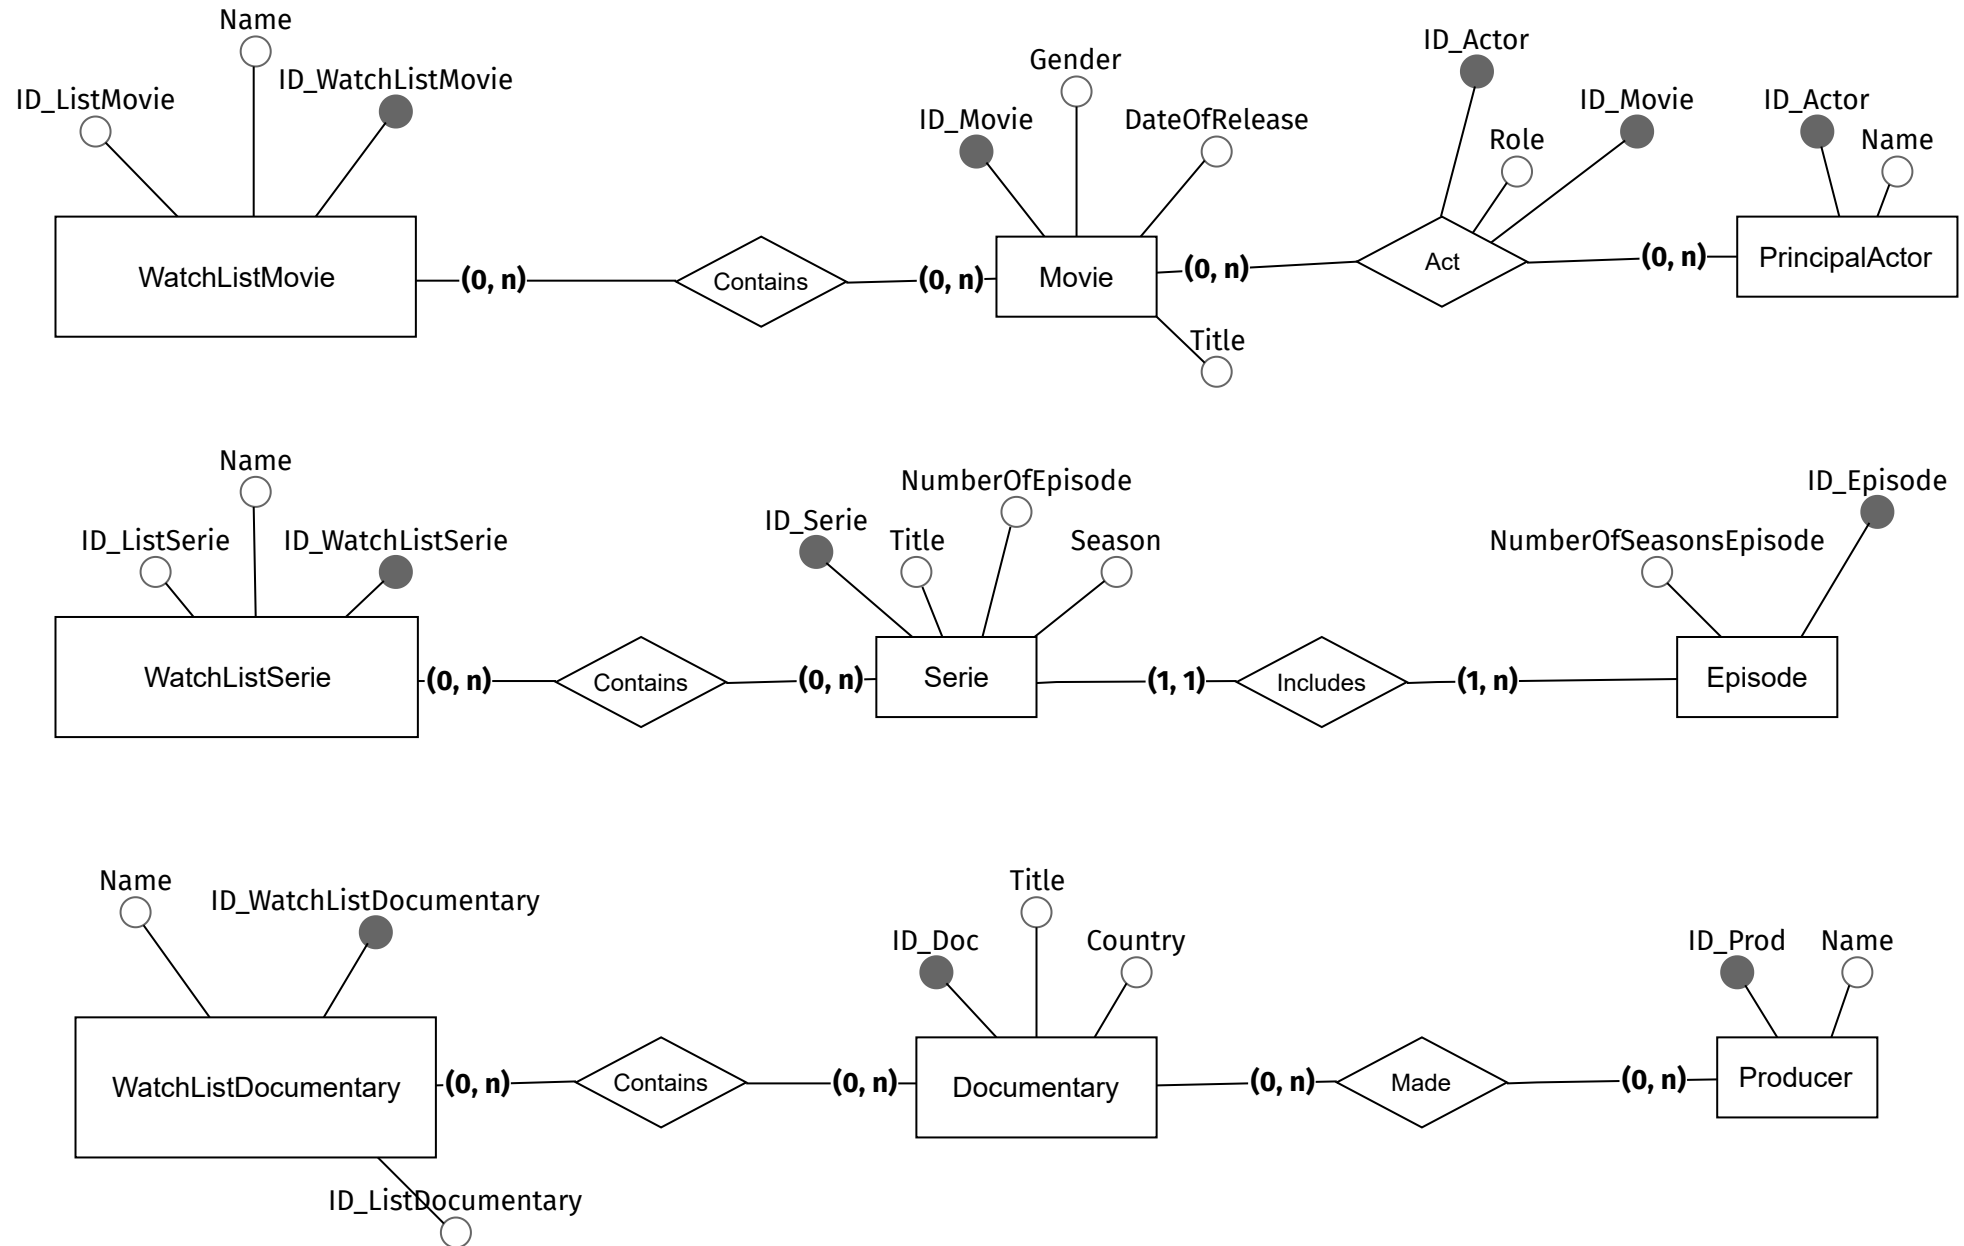 Name
ID_WatchListMovie
ID_ListMovie
WatchListMovie
(0, n)
Contains
(0, n)
Gender
ID_Movie
DateOfRelease
Movie
Title
(0, n)
ID_Actor
Role
ID_Movie
Act
(0, n)
ID_Actor
Name
PrincipalActor
Name
ID_ListSerie
ID_WatchListSerie
WatchListSerie
(0, n)
Contains
(0, n)
NumberOfEpisode
ID_Serie
Title
Season
Serie
(1, 1)
Includes
(1, n)
ID_Episode
NumberOfSeasonsEpisode
Episode
Name
ID_WatchListDocumentary
WatchListDocumentary
ID_ListDocumentary
(0, n)
Contains
(0, n)
Title
ID_Doc
Country
Documentary
(0, n)
Made
(0, n)
ID_Prod
Name
Producer